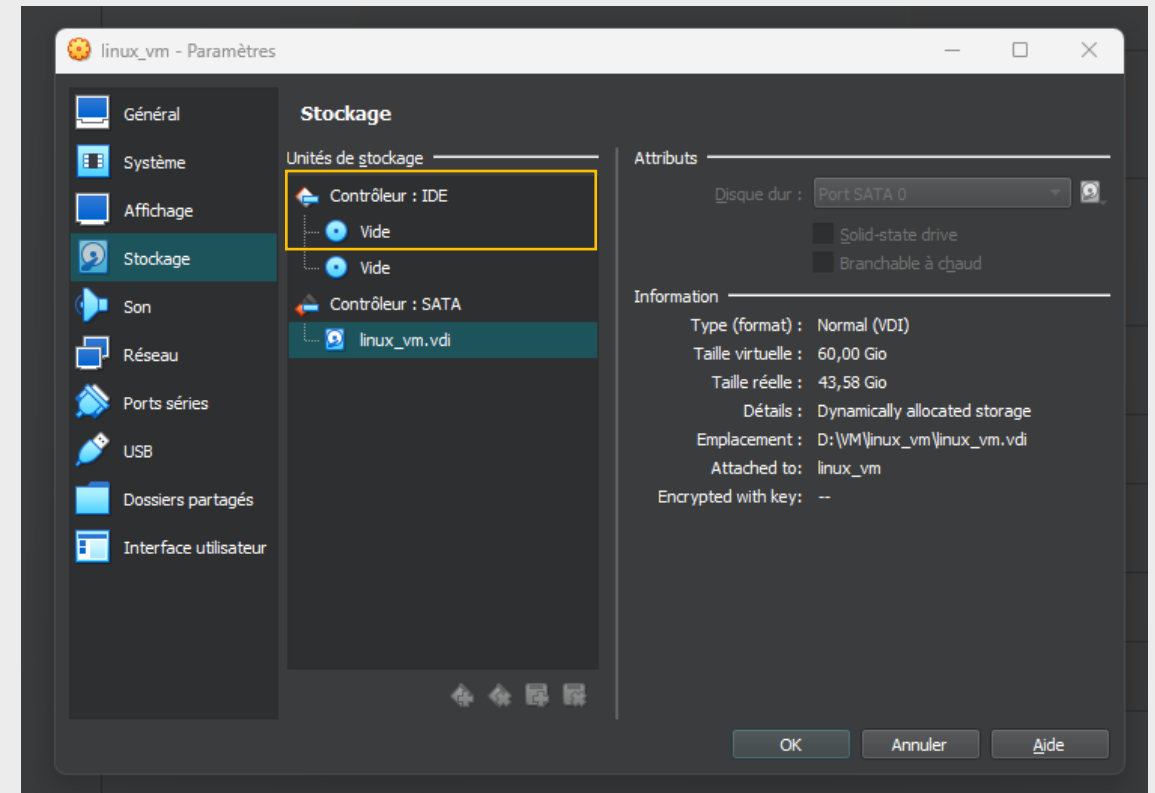 linux_vm - Paramètres
Général
Système
Affichage
Stockage
Son
Réseau
Ports séries
USB
Dossiers partagés
Interface utilisateur
Stockage
Unités de stockage
Contrôleur : IDE
Vide
Vide
Contrôleur : SATA
linux_vm.vdi
Attributs
Disque dur : Port SATA 0
Solid-state drive
Branchable à chaud
Information
Type (format) : Normal (VDI)
Taille virtuelle : 60,00 Gio
Taille réelle : 43,58 Gio
Détails : Dynamically allocated storage
Emplacement : D:\VM\linux_vm\linux_vm.vdi
Attached to: linux_vm
Encrypted with key: --
OK Annuler Aide